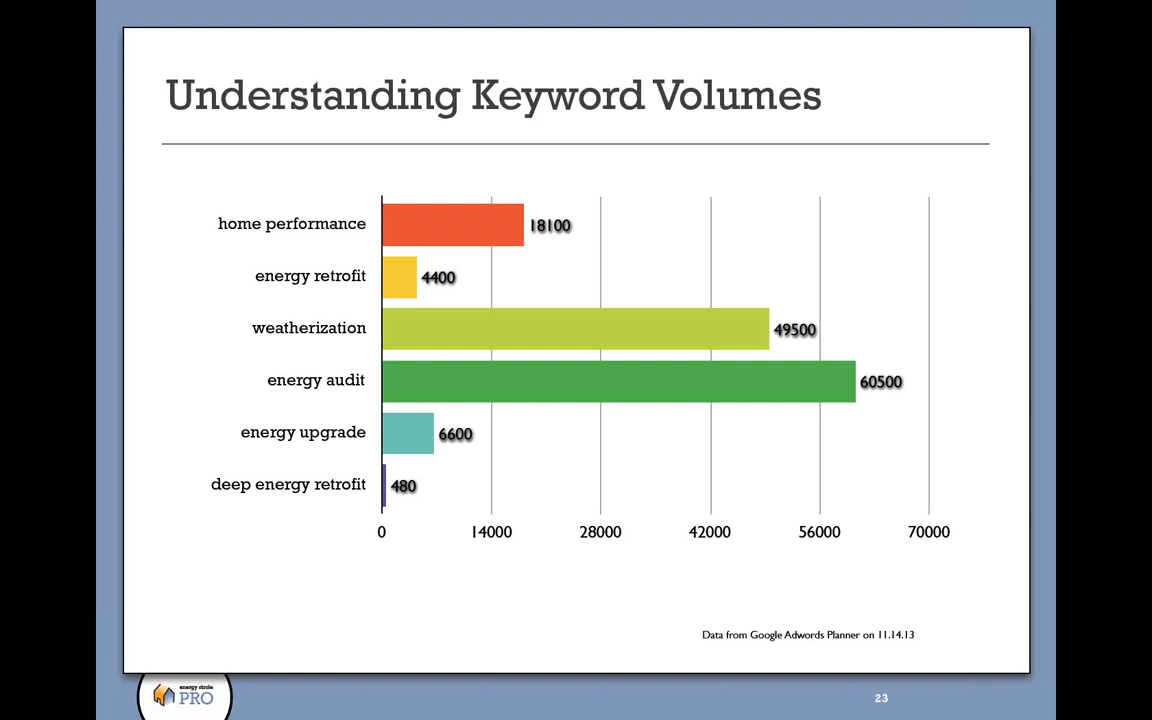 Understanding Keyword Volumes
home performance
18100
energy retrofit
4400
weatherization
49500
energy audit
60500
energy upgrade
6600
deep energy retrofit
480
0 14000 28000 42000 56000 70000
Data from Google Adwords Planner on 11.14.13
energy circle
PRO
23